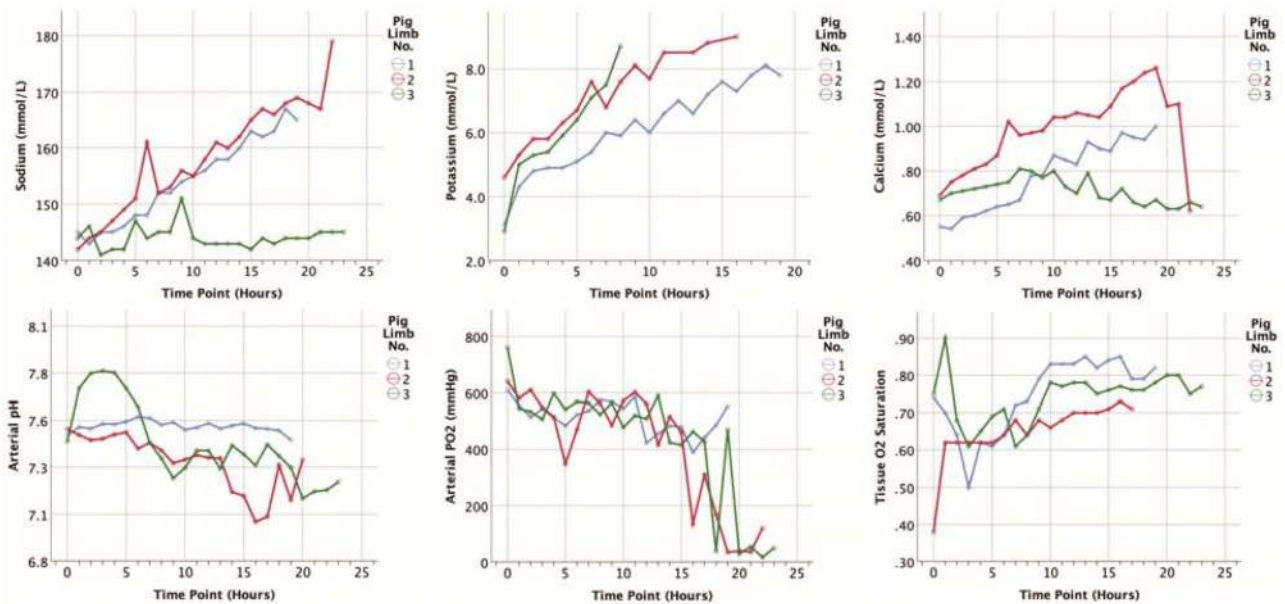 Sodium (mmol/L)
180
170
160
150
140
0
5
10
15
20
25
Time Point (Hours)
Pig
Limb
No.
1
2
3
Potassium (mmol/L)
8.0
6.0
4.0
2.0
0
5
10
15
20
25
Time Point (Hours)
Pig
Limb
No.
1
2
3
Calcium (mmol/L)
1.40
1.20
1.00
.80
.60
.40
0
5
10
15
20
25
Time Point (Hours)
Pig
Limb
No.
1
2
3
Arterial pH
8.1
7.8
7.6
7.3
7.1
6.8
0
5
10
15
20
25
Time Point (Hours)
Pig
Limb
No.
1
2
3
Arterial PO2 (mmHg)
800
600
400
200
0
0
5
10
15
20
25
Time Point (Hours)
Pig
Limb
No.
1
2
3
Tissue O2 Saturation
.90
.80
.70
.60
.50
.40
.30
0
5
10
15
20
25
Time Point (Hours)
Pig
Limb
No.
1
2
3